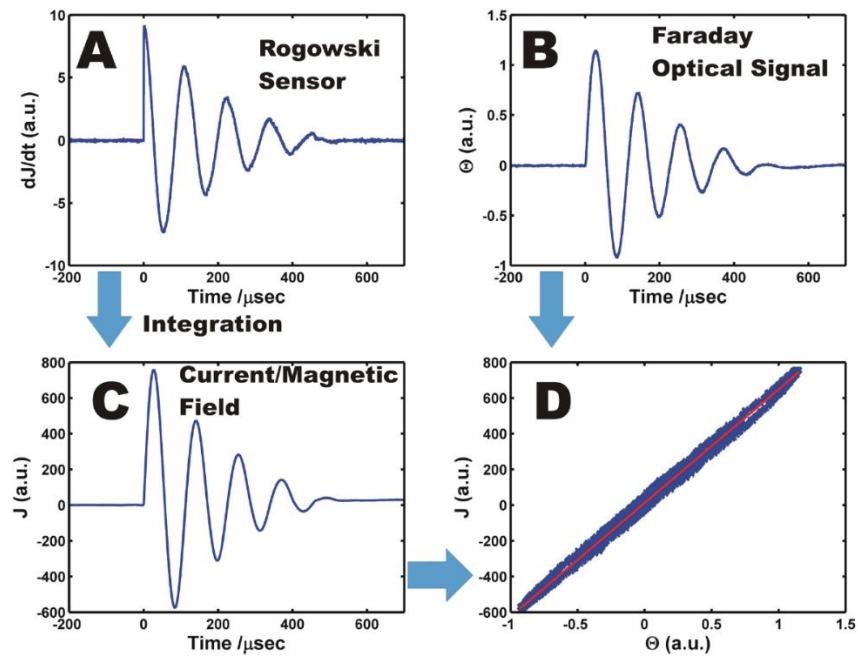 A
Rogowski
Sensor
dJ/dt (a.u.)
10
5
0
-5
-10
-200 0 200 400 600
Time /μsec
B
Faraday
Optical Signal
Θ (a.u.)
1.5
1
0.5
0
-0.5
-1
-200 0 200 400 600
Time /μsec
Integration
C
Current/Magnetic
Field
J (a.u.)
800
600
400
200
0
-200
-400
-600
-200 0 200 400 600
Time /μsec
D
J (a.u.)
800
600
400
200
0
-200
-400
-600
-1 -0.5 0 0.5 1 1.5
Θ (a.u.)